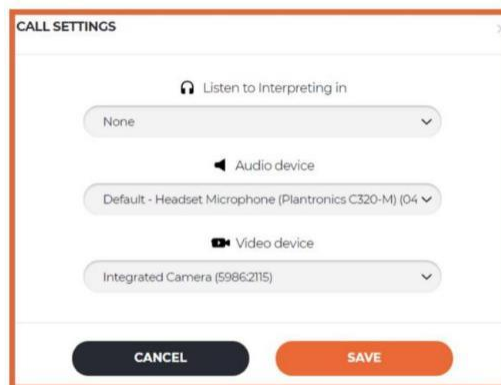 CALL SETTINGS
Listen to Interpreting in
None
Audio device
Default - Headset Microphone (Plantronics C320-M) (04
Video device
Integrated Camera (5986:2115)
CANCEL SAVE